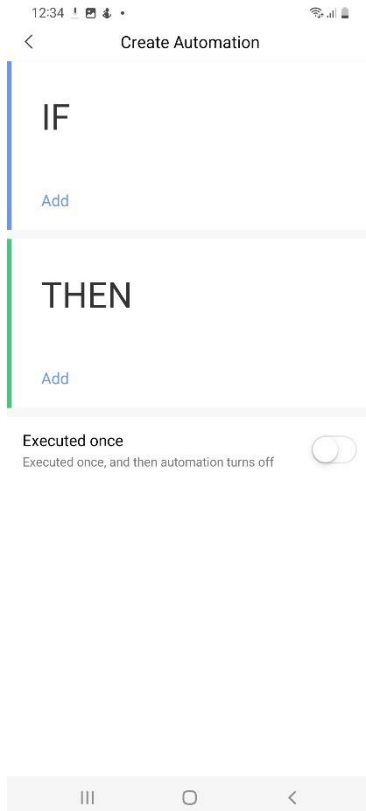 12:34
Create Automation
IF
Add
THEN
Add
Executed once
Executed once, and then automation turns off